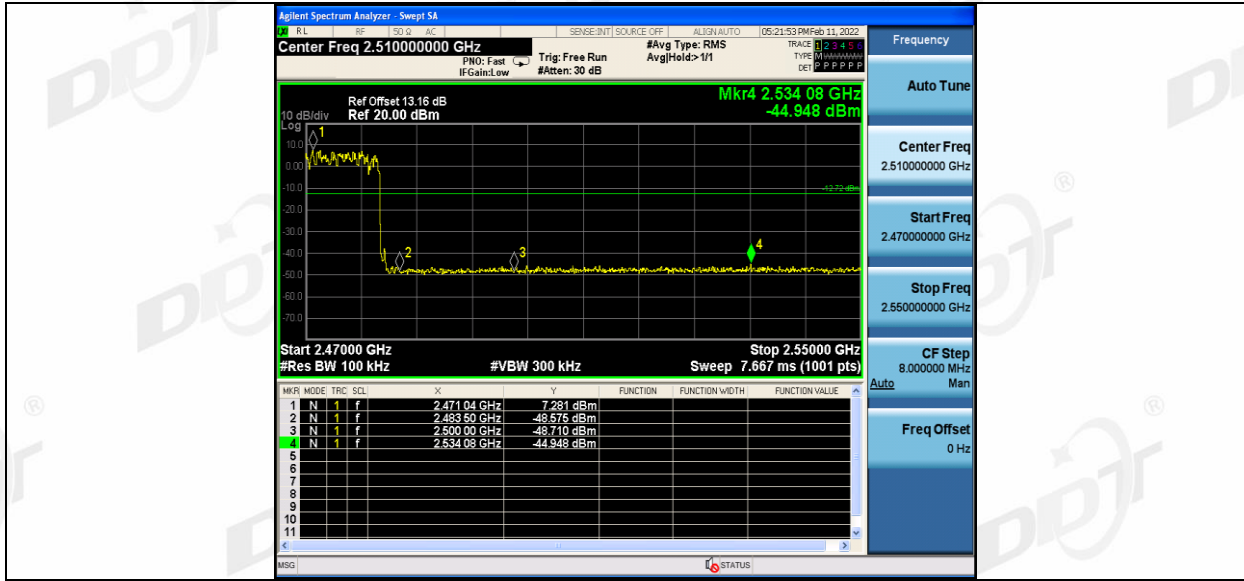 Agilent Spectrum Analyzer - Swept SA
RL RF 50 Ω AC SENSE:INT SOURCE OFF ALIGN AUTO 05:21:53 PM Feb 11, 2022
Center Freq 2.510000000 GHz
PNO: Fast
IFGain:Low
Trig: Free Run
#Atten: 30 dB
#Avg Type: RMS
Avg|Hold:>1/1
TRACE 1 2 3 4 5 6
TYPE M
DET P P P P P P
Ref Offset 13.16 dB
10 dB/div Ref 20.00 dBm
Log
Mkr4 2.534 08 GHz
-44.948 dBm
10.0
0.00
-10.0
-20.0
-30.0
-40.0
-50.0
-60.0
-70.0
1
2
3
4
-12.72 dBm
Start 2.47000 GHz Stop 2.55000 GHz
#Res BW 100 kHz #VBW 300 kHz Sweep 7.667 ms (1001 pts)
MKR MODE TRC SCL X Y FUNCTION FUNCTION WIDTH FUNCTION VALUE
1 N 1 f 2.471 04 GHz 7.281 dBm
2 N 1 f 2.483 50 GHz -48.575 dBm
3 N 1 f 2.500 00 GHz -48.710 dBm
4 N 1 f 2.534 08 GHz -44.948 dBm
5
6
7
8
9
10
11
MSG STATUS
Frequency
Auto Tune
Center Freq
2.510000000 GHz
Start Freq
2.470000000 GHz
Stop Freq
2.550000000 GHz
CF Step
8.000000 MHz
Auto Man
Freq Offset
0 Hz
DDT
®